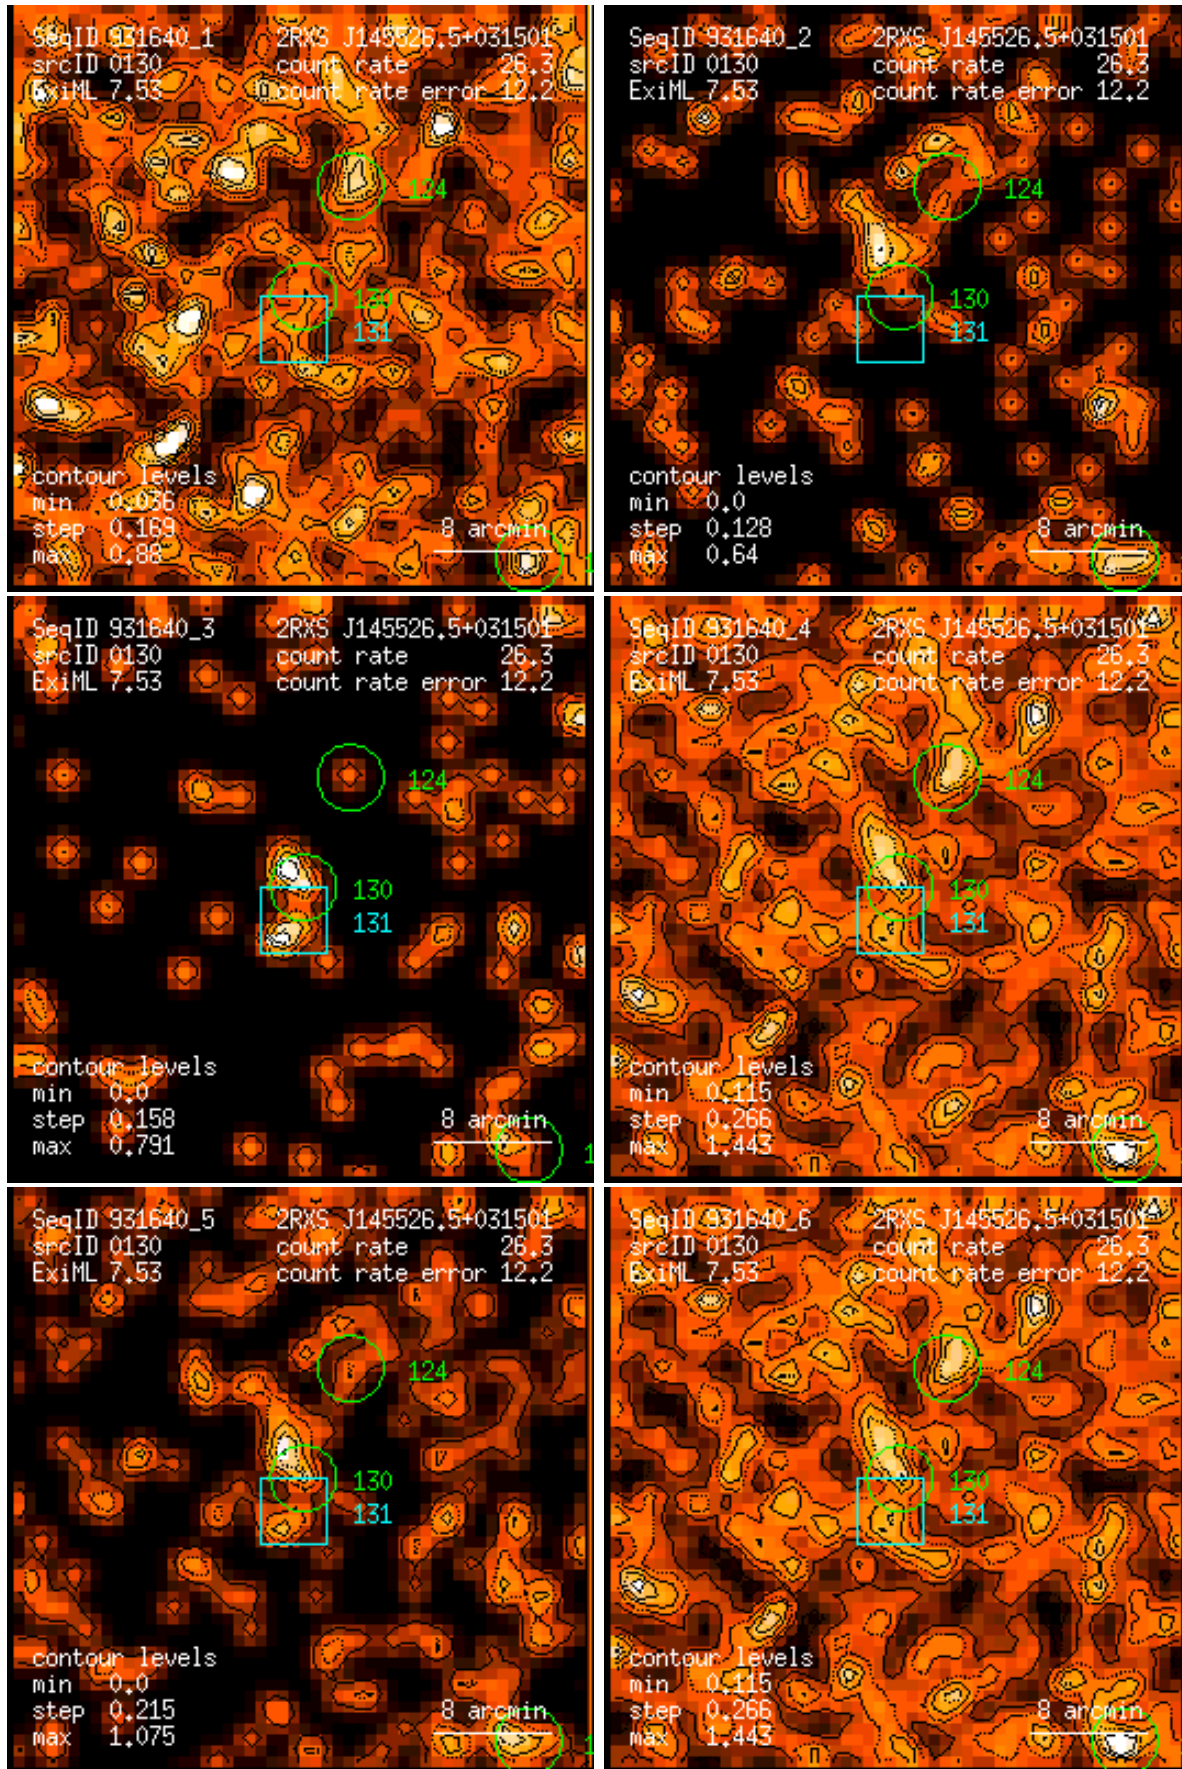 SeqID 931640_1 2RXS J145526.5+031501
srcID 0130 count rate 26.3
ExiML 7.53 count rate error 12.2
124
130
131
contour levels
min 0.036
step 0.169 8 arcmin
max 0.88
1
SeqID 931640_2 2RXS J145526.5+031501
srcID 0130 count rate 26.3
ExiML 7.53 count rate error 12.2
124
130
131
contour levels
min 0.0
step 0.128 8 arcmin
max 0.64
SeqID 931640_3 2RXS J145526.5+031501
srcID 0130 count rate 26.3
ExiML 7.53 count rate error 12.2
124
130
131
contour levels
min 0.0
step 0.158 8 arcmin
max 0.791
1
SeqID 931640_4 2RXS J145526.5+031501
srcID 0130 count rate 26.3
ExiML 7.53 count rate error 12.2
124
130
131
contour levels
min 0.115
step 0.266 8 arcmin
max 1.443
SeqID 931640_5 2RXS J145526.5+031501
srcID 0130 count rate 26.3
ExiML 7.53 count rate error 12.2
124
130
131
contour levels
min 0.0
step 0.215 8 arcmin
max 1.075
1
SeqID 931640_6 2RXS J145526.5+031501
srcID 0130 count rate 26.3
ExiML 7.53 count rate error 12.2
124
130
131
contour levels
min 0.115
step 0.266 8 arcmin
max 1.443